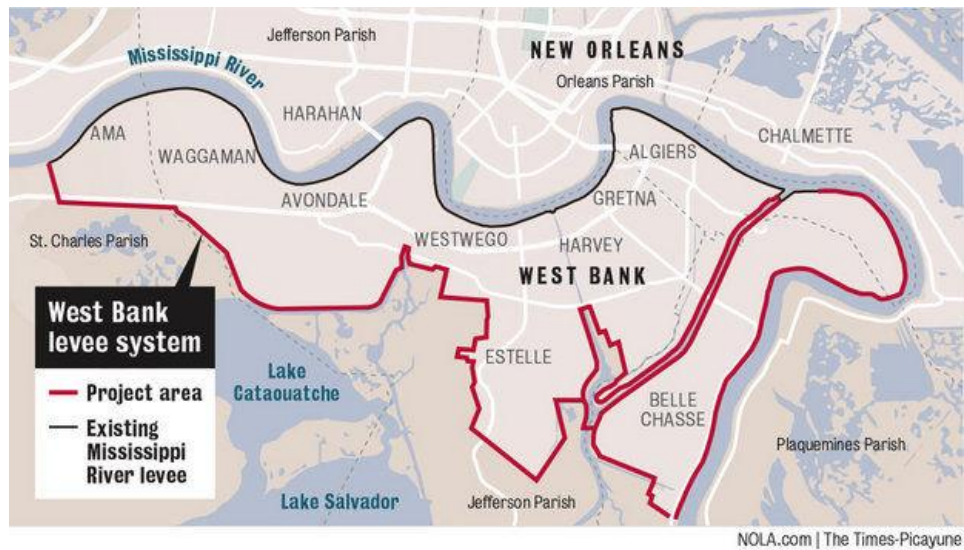 Jefferson Parish
NEW ORLEANS
Orleans Parish
Mississippi River
HARAHAN
AMA
WAGGAMAN
ALGIERS
CHALMETTE
AVONDALE
GRETNA
St. Charles Parish
WESTWEGO
HARVEY
WEST BANK
West Bank
levee system
Project area
Existing
Mississippi
River levee
Lake
Cataouatche
ESTELLE
BELLE
CHASSE
Plaquemines Parish
Lake Salvador
Jefferson Parish
NOLA.com | The Times-Picayune